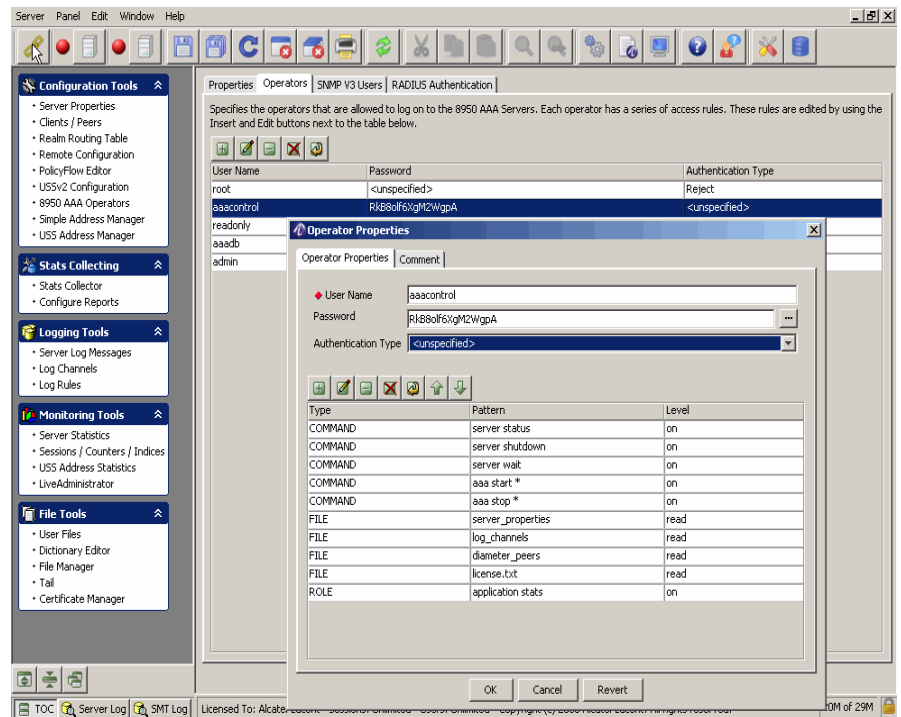 Server Panel Edit Window Help
Configuration Tools
• Server Properties
• Clients / Peers
• Realm Routing Table
• Remote Configuration
• PolicyFlow Editor
• USSv2 Configuration
• 8950 AAA Operators
• Simple Address Manager
• USS Address Manager
Stats Collecting
• Stats Collector
• Configure Reports
Logging Tools
• Server Log Messages
• Log Channels
• Log Rules
Monitoring Tools
• Server Statistics
• Sessions / Counters / Indices
• USS Address Statistics
• LiveAdministrator
File Tools
• User Files
• Dictionary Editor
• File Manager
• Tail
• Certificate Manager
Properties Operators SNMP V3 Users RADIUS Authentication
Specifies the operators that are allowed to log on to the 8950 AAA Servers. Each operator has a series of access rules. These rules are edited by using the
Insert and Edit buttons next to the table below.
User Name Password Authentication Type
root <unspecified> Reject
aaacontrol RkB8olf6XgM2WgpA <unspecified>
readonly
aaadb
admin
Operator Properties
Operator Properties Comment
User Name aaacontrol
Password RkB8olf6XgM2WgpA ...
Authentication Type <unspecified>
Type Pattern Level
COMMAND server status on
COMMAND server shutdown on
COMMAND server wait on
COMMAND aaa start * on
COMMAND aaa stop * on
FILE server_properties read
FILE log_channels read
FILE diameter_peers read
FILE license.txt read
ROLE application stats on
OK Cancel Revert
TOC Server Log SMT Log Licensed To: of 29M